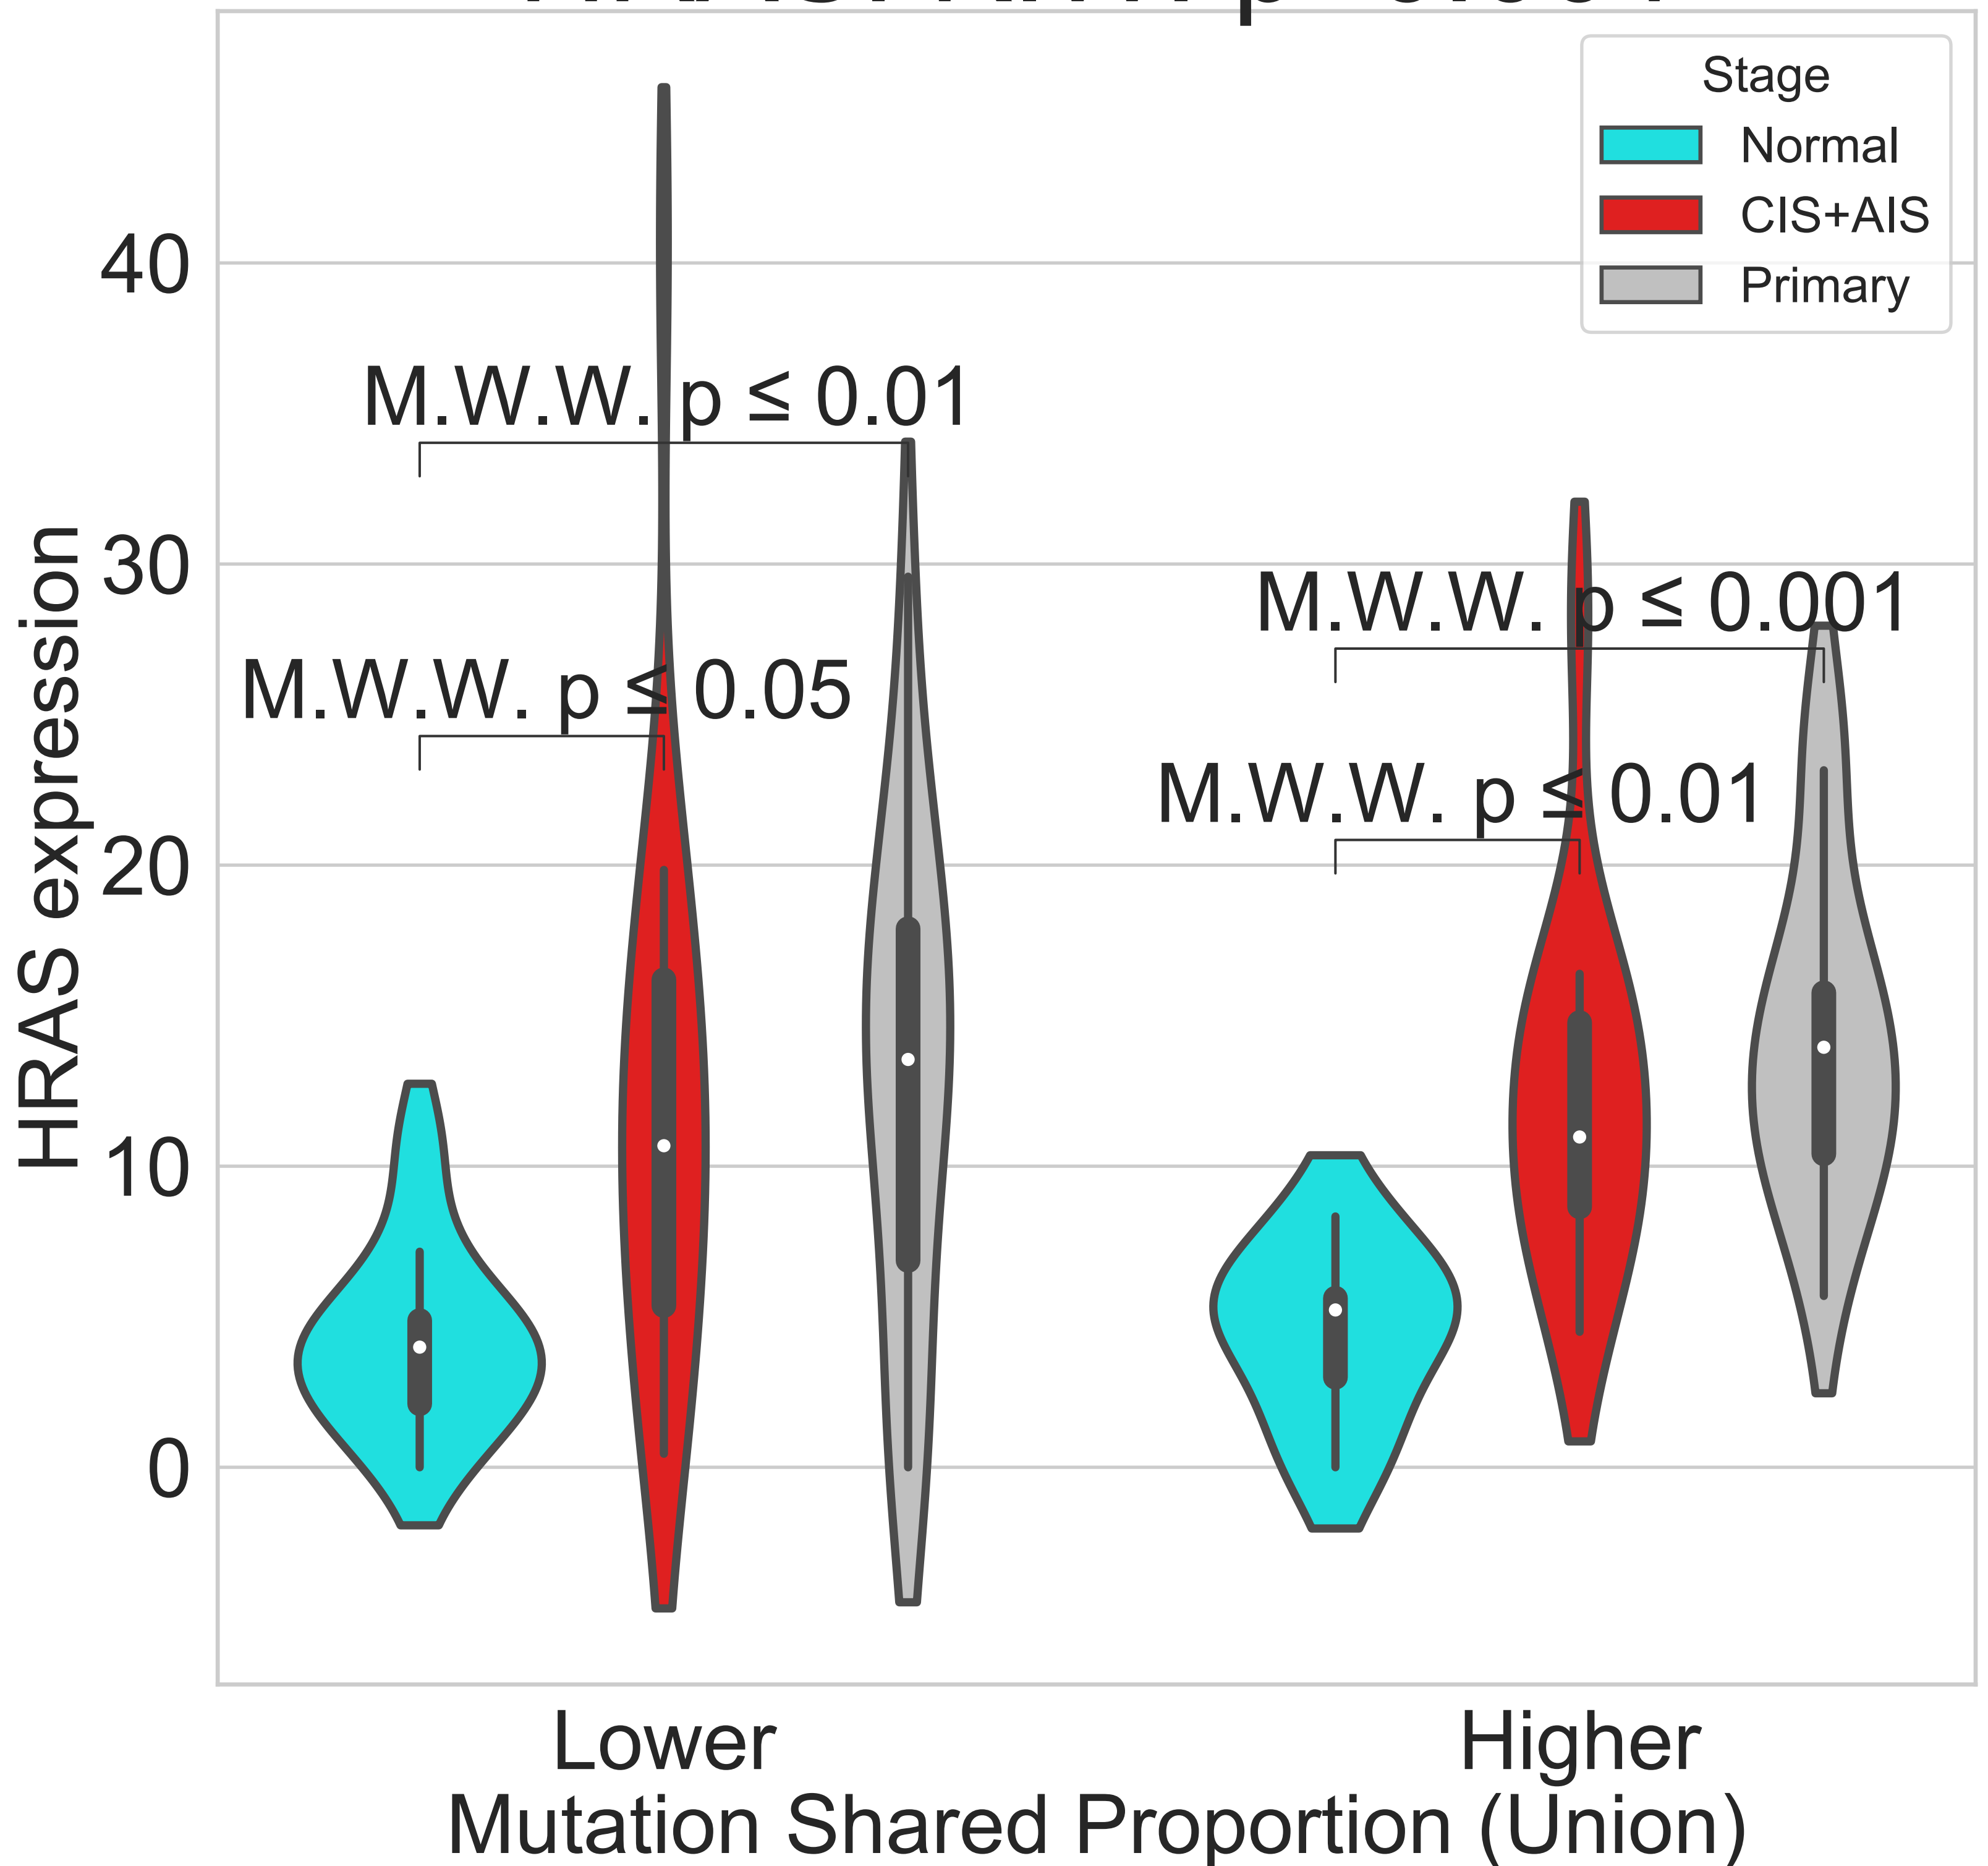 Stage
Normal
CIS+AIS
Primary
40
30
20
10
0
HRAS expression
M.W.W. p ≤ 0.01
M.W.W. p ≤ 0.05
M.W.W. p ≤ 0.001
M.W.W. p ≤ 0.01
Lower
Higher
Mutation Shared Proportion (Union)